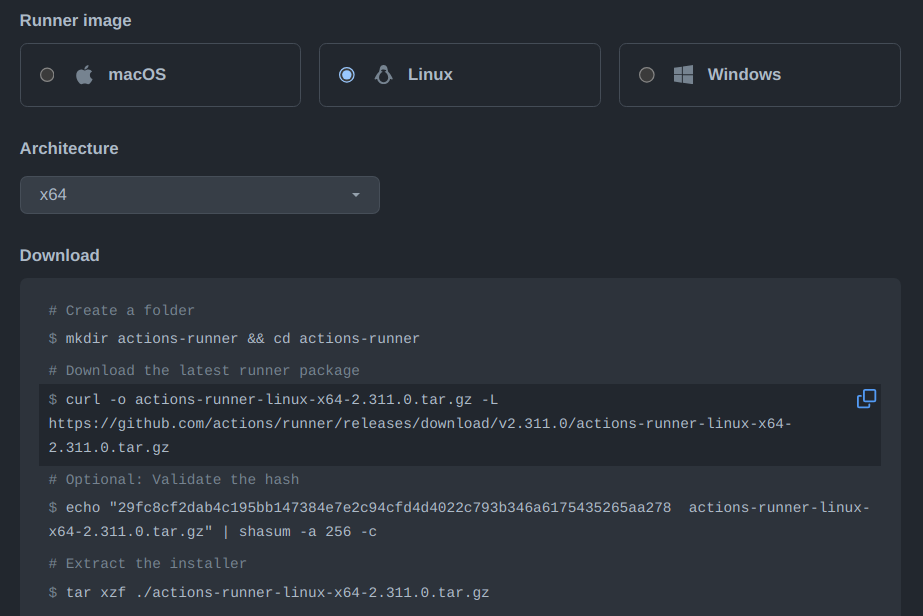 Runner image
macOS
Linux
Windows
Architecture
x64
Download
# Create a folder
$ mkdir actions-runner && cd actions-runner
# Download the latest runner package
$ curl -o actions-runner-linux-x64-2.311.0.tar.gz -L
https://github.com/actions/runner/releases/download/v2.311.0/actions-runner-linux-x64-
2.311.0.tar.gz
# Optional: Validate the hash
$ echo "29fc8cf2dab4c195bb147384e7e2c94cfd4d4022c793b346a6175435265aa278  actions-runner-linux-
x64-2.311.0.tar.gz" | shasum -a 256 -c
# Extract the installer
$ tar xzf ./actions-runner-linux-x64-2.311.0.tar.gz